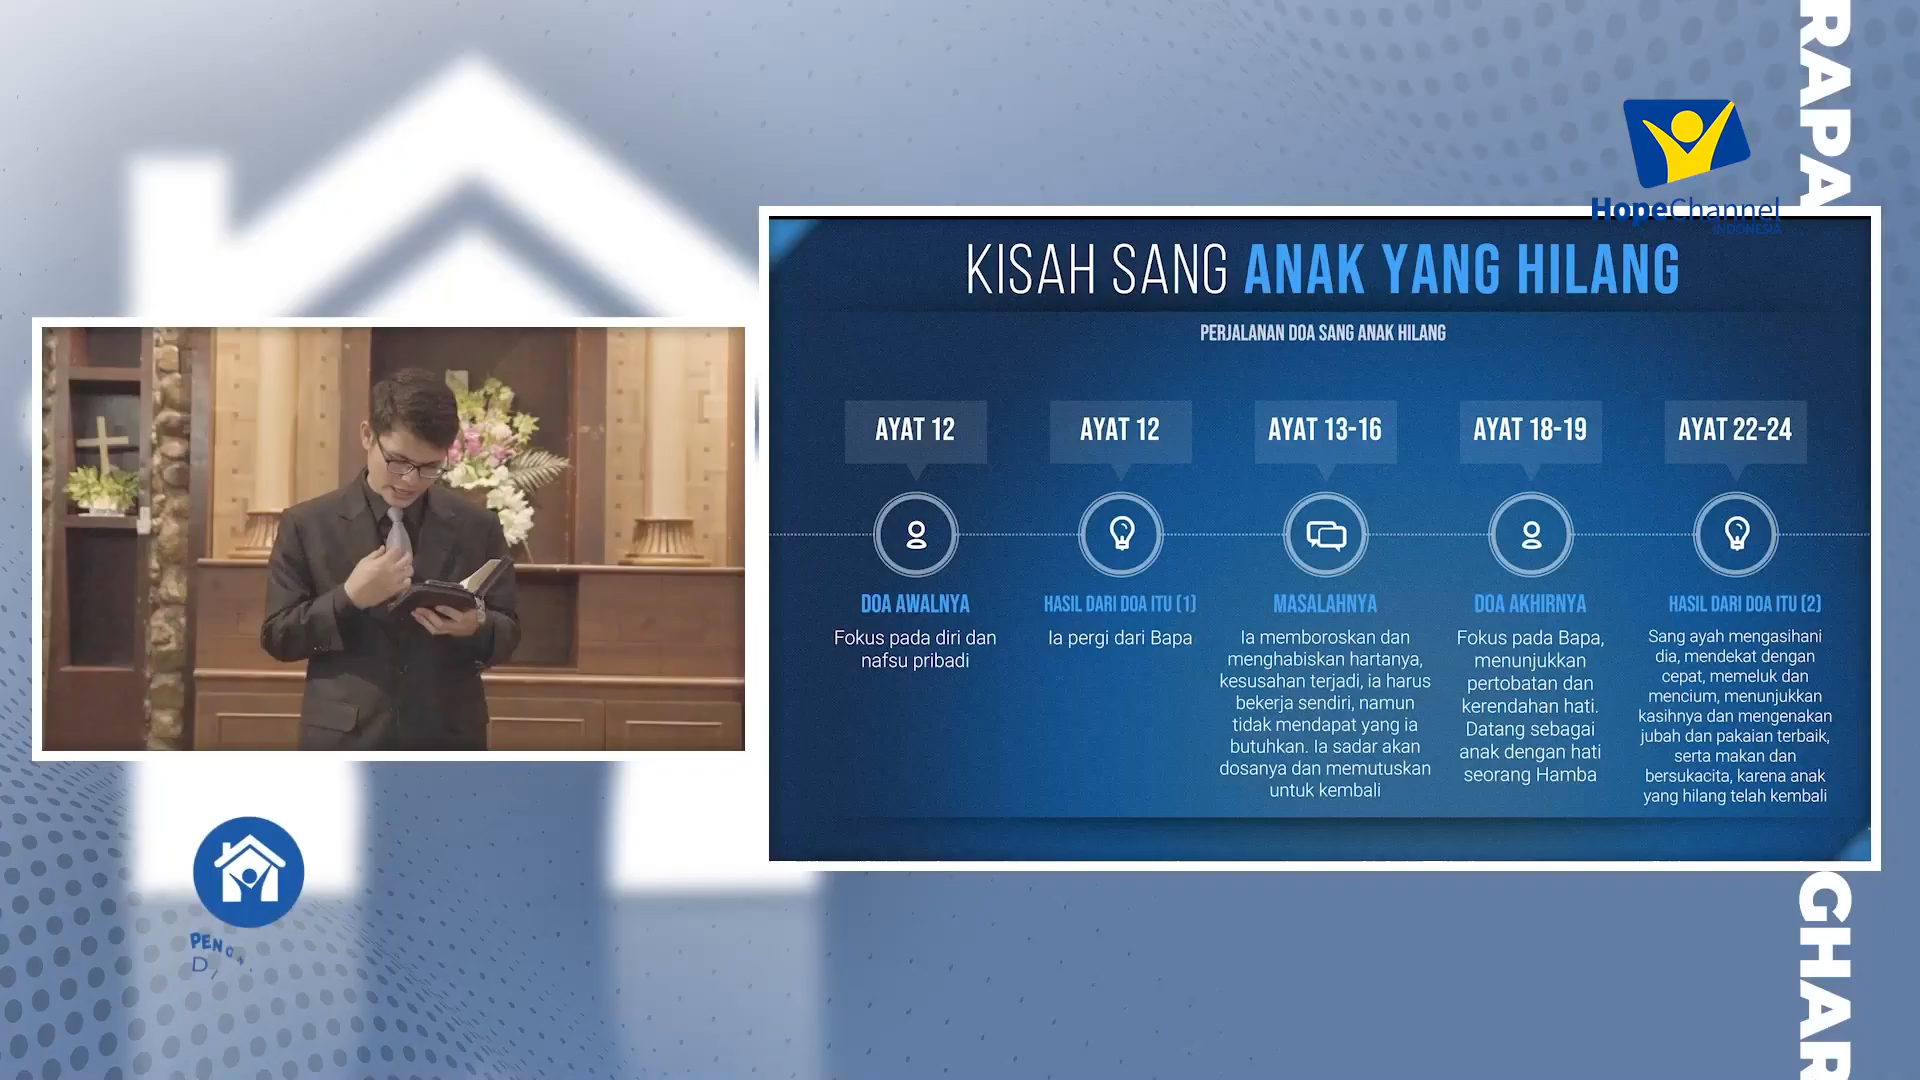 RAPA
HopeChannel
INDONESIA
KISAH SANG ANAK YANG HILANG
PERJALANAN DOA SANG ANAK HILANG
AYAT 12
DOA AWALNYA
Fokus pada diri dan
nafsu pribadi
AYAT 12
HASIL DARI DOA ITU (1)
Ia pergi dari Bapa
AYAT 13-16
MASALAHNYA
Ia memboroskan dan
menghabiskan hartanya,
kesusahan terjadi, ia harus
bekerja sendiri, namun
tidak mendapat yang ia
butuhkan. Ia sadar akan
dosanya dan memutuskan
untuk kembali
AYAT 18-19
DOA AKHIRNYA
Fokus pada Bapa,
menunjukkan
pertobatan dan
kerendahan hati.
Datang sebagai
anak dengan hati
seorang Hamba
AYAT 22-24
HASIL DARI DOA ITU (2)
Sang ayah mengasihani
dia, mendekat dengan
cepat, memeluk dan
mencium, menunjukkan
kasihnya dan mengenakan
jubah dan pakaian terbaik,
serta makan dan
bersukacita, karena anak
yang hilang telah kembali
PENG
D
GHAR